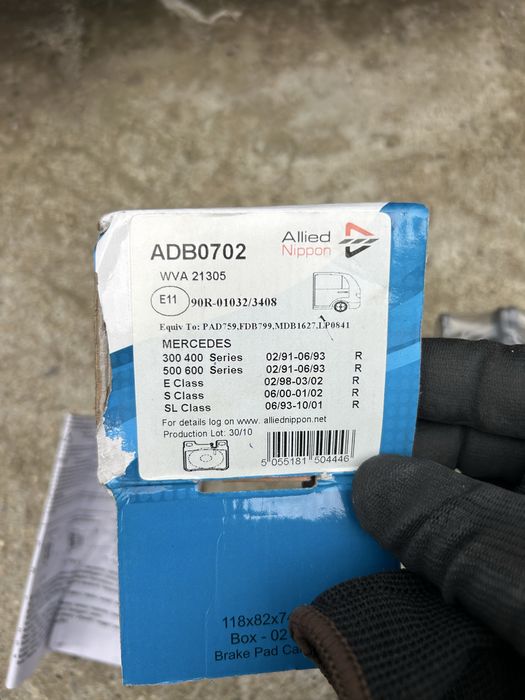 ADB0702
Allied
Nippon
WVA 21305
E11 90R-01032/3408
Equiv To: PAD759,FDB799,MDB1627,LP0841
MERCEDES
300 400 Series 02/91-06/93 R
500 600 Series 02/91-06/93 R
E Class 02/98-03/02 R
S Class 06/00-01/02 R
SL Class 06/93-10/01 R
For details log on www. alliednippon.net
Production Lot: 30/10
5 055181 504446
118x82x7
Box - 02
Brake Pad